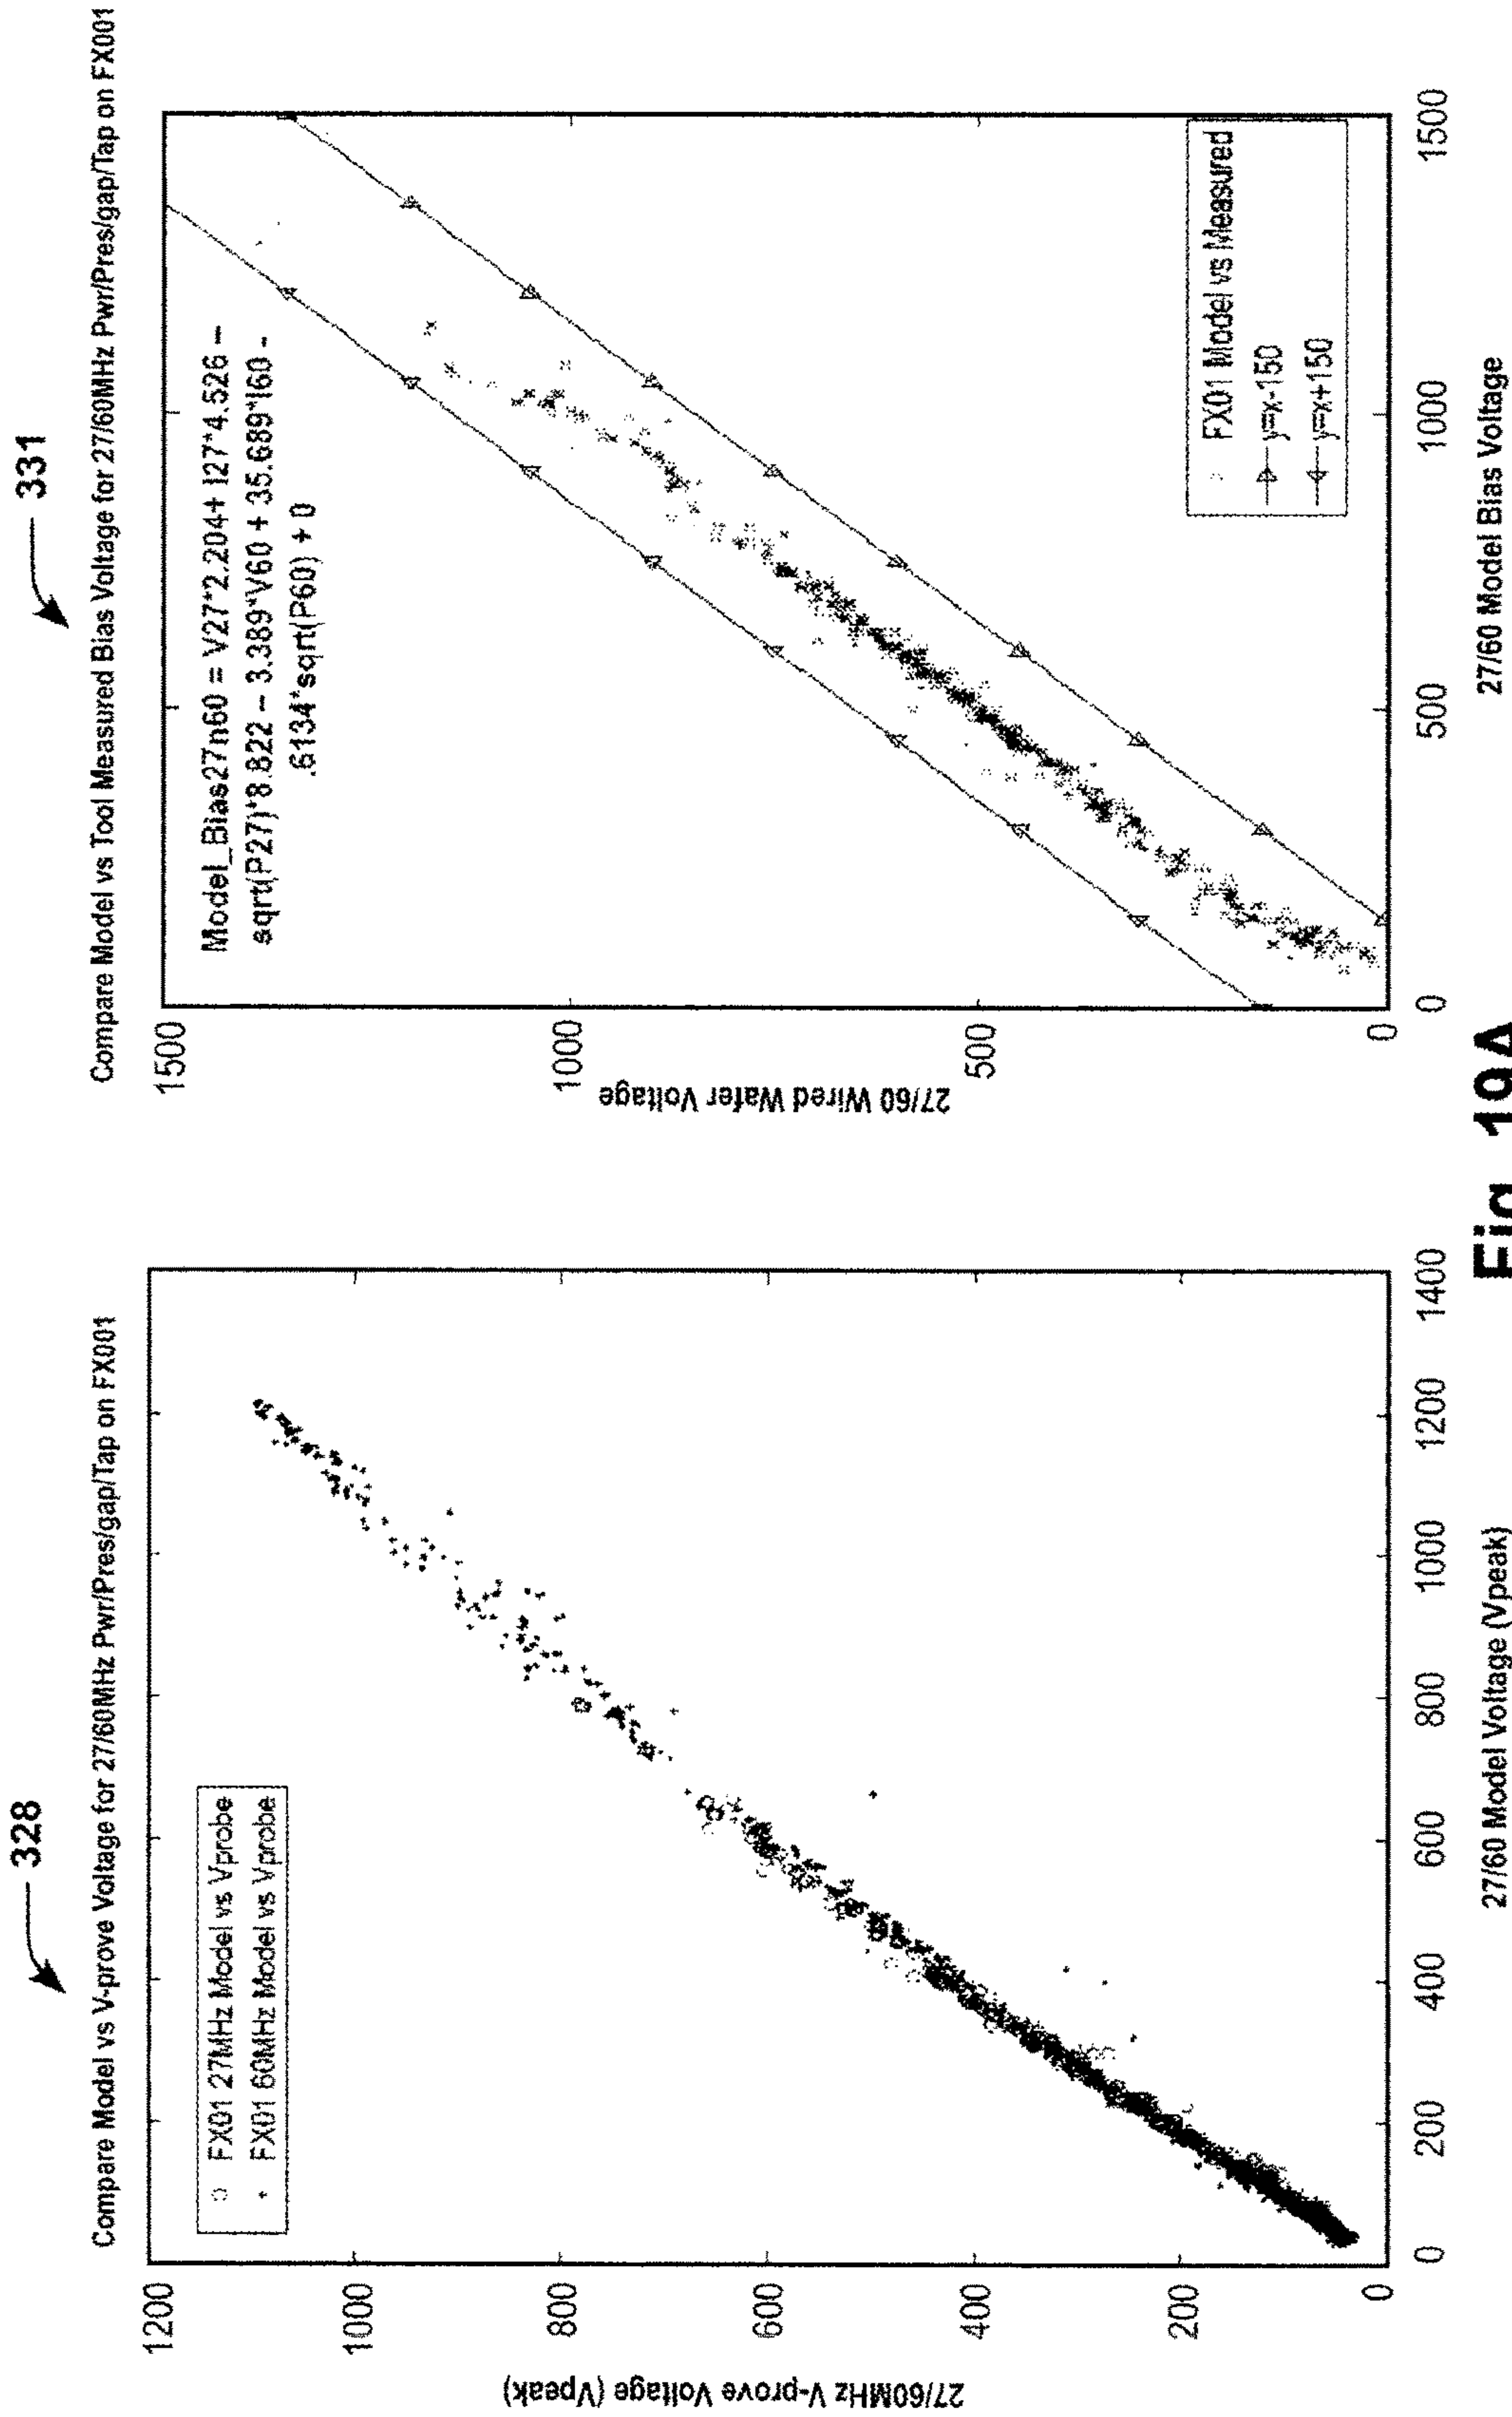 328
Compare Model vs V-prove Voltage for 27/60MHz Pwr/Pres/gap/Tap on FX001
1200
1000
800
600
400
200
0
27/60MHz V-prove Voltage (Vpeak)
FX01 27MHz Model vs Vprobe
FX01 60MHz Model vs Vprobe
0
200
400
600
800
1000
1200
1400
27/60 Model Voltage (Vpeak)
331
Compare Model vs Tool Measured Bias Voltage for 27/60MHz Pwr/Pres/gap/Tap on FX001
1500
1000
500
0
27/60 Wired Wafer Voltage
Model_Bias27n60 = V27*2.204+ I27*4.526 –
sqrt(P27)*8.822 – 3.389*V60 + 35.689*I60 -
.6134*sqrt(P60) + 0
FX01 Model vs Measured
y=x-150
y=x+150
0
500
1000
1500
27/60 Model Bias Voltage
Fig. 19A